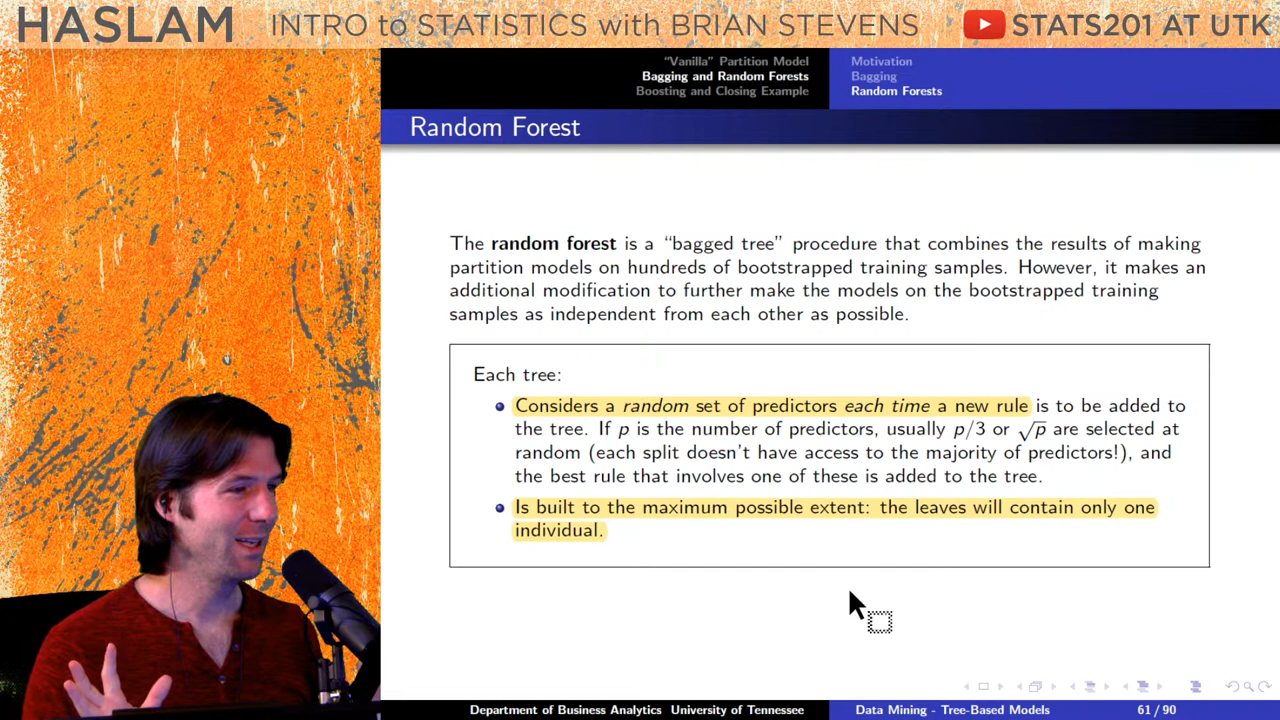 HASLAM INTRO to STATISTICS with BRIAN STEVENS STATS201 AT UTK
"Vanilla" Partition Model
Bagging and Random Forests
Boosting and Closing Example
Motivation
Bagging
Random Forests
Random Forest
The random forest is a "bagged tree" procedure that combines the results of making
partition models on hundreds of bootstrapped training samples. However, it makes an
additional modification to further make the models on the bootstrapped training
samples as independent from each other as possible.
Each tree:
Considers a random set of predictors each time a new rule is to be added to
the tree. If p is the number of predictors, usually p/3 or √p are selected at
random (each split doesn't have access to the majority of predictors!), and
the best rule that involves one of these is added to the tree.
Is built to the maximum possible extent: the leaves will contain only one
individual.
Department of Business Analytics University of Tennessee Data Mining - Tree-Based Models 61 / 90